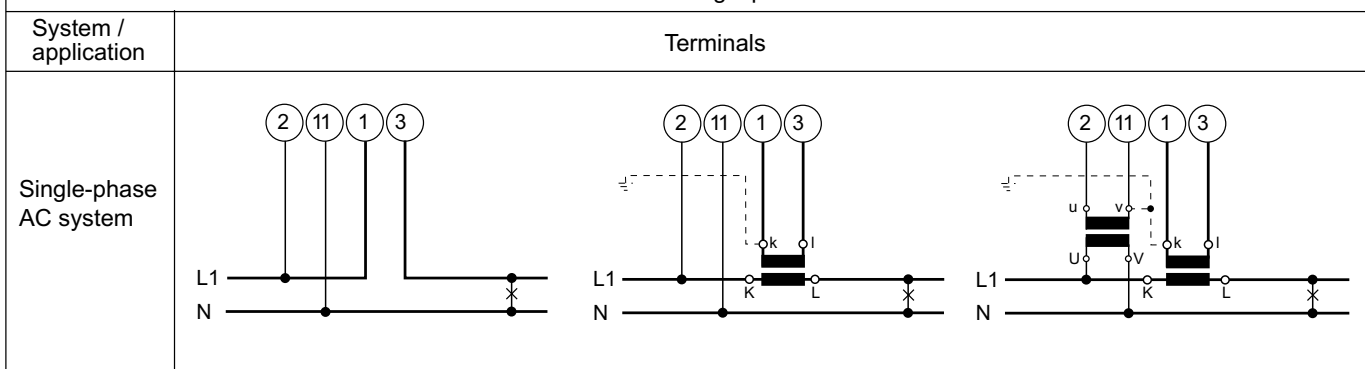 System /
application
Terminals
Single-phase
AC system
2 11 1 3
L1
N
2 11 1 3
k l
L1
K L
N
2 11 1 3
u v
k l
U V
L1
K L
N